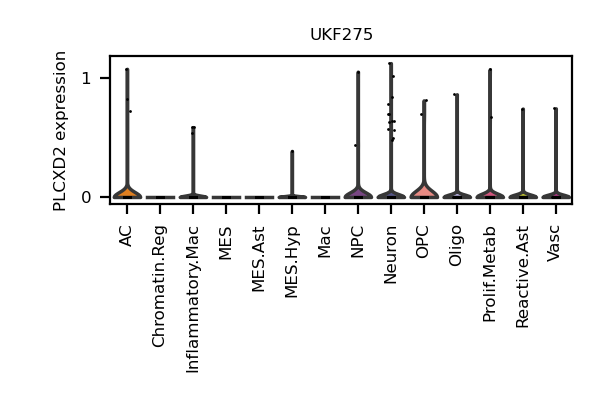 UKF275
PLCXD2 expression
1
0
AC
Chromatin.Reg
Inflammatory.Mac
MES
MES.Ast
MES.Hyp
Mac
NPC
Neuron
OPC
Oligo
Prolif.Metab
Reactive.Ast
Vasc